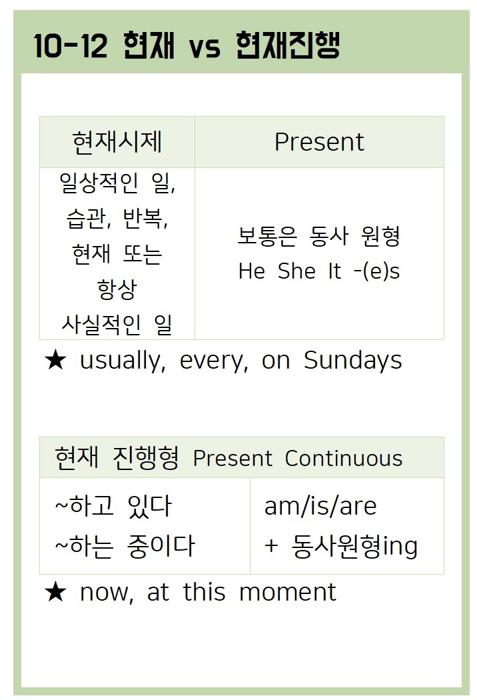 10-12 현재 vs 현재진행
현재시제
Present
일상적인 일,
습관, 반복,
현재 또는
항상
사실적인 일
보통은 동사 원형
He She It -(e)s
★ usually, every, on Sundays
현재 진행형 Present Continuous
~하고 있다
~하는 중이다
am/is/are
+ 동사원형ing
★ now, at this moment